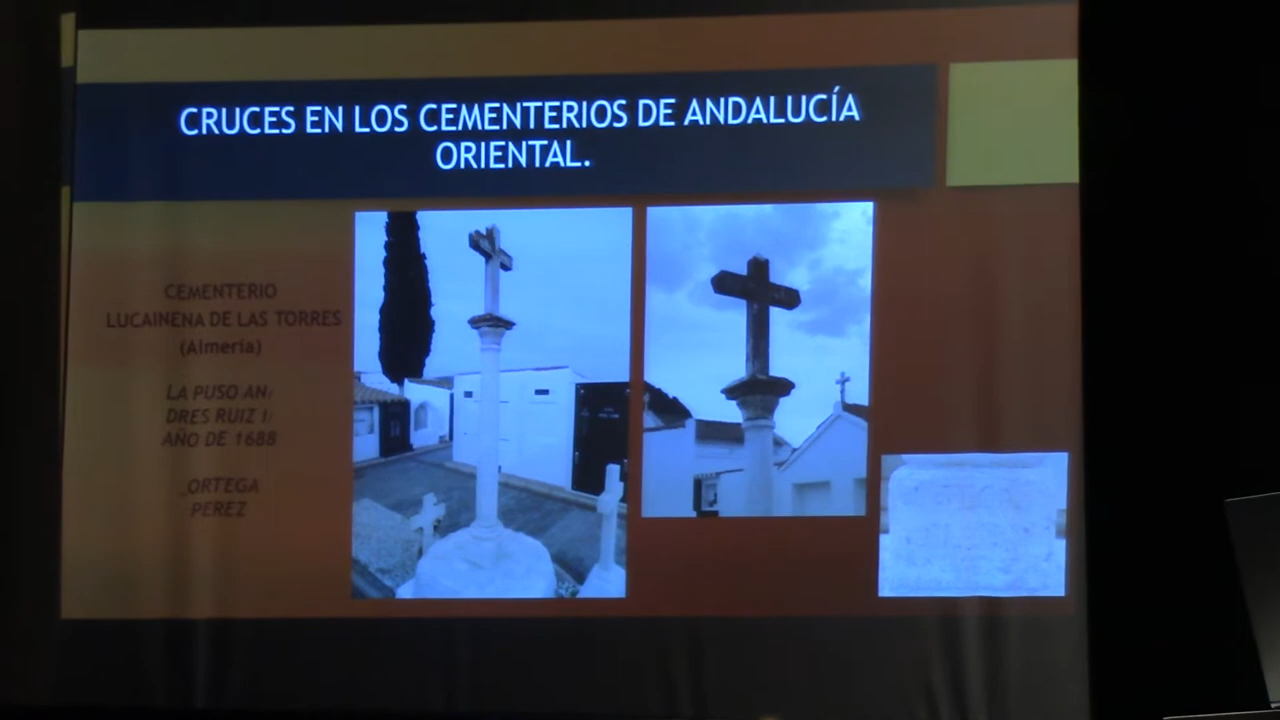 CRUCES EN LOS CEMENTERIOS DE ANDALUCÍA
ORIENTAL.
CEMENTERIO
LUCAINENA DE LAS TORRES
(Almería)
LA PUSO AN/
DRES RUIZ I/
AÑO DE 1688
_ORTEGA
PEREZ